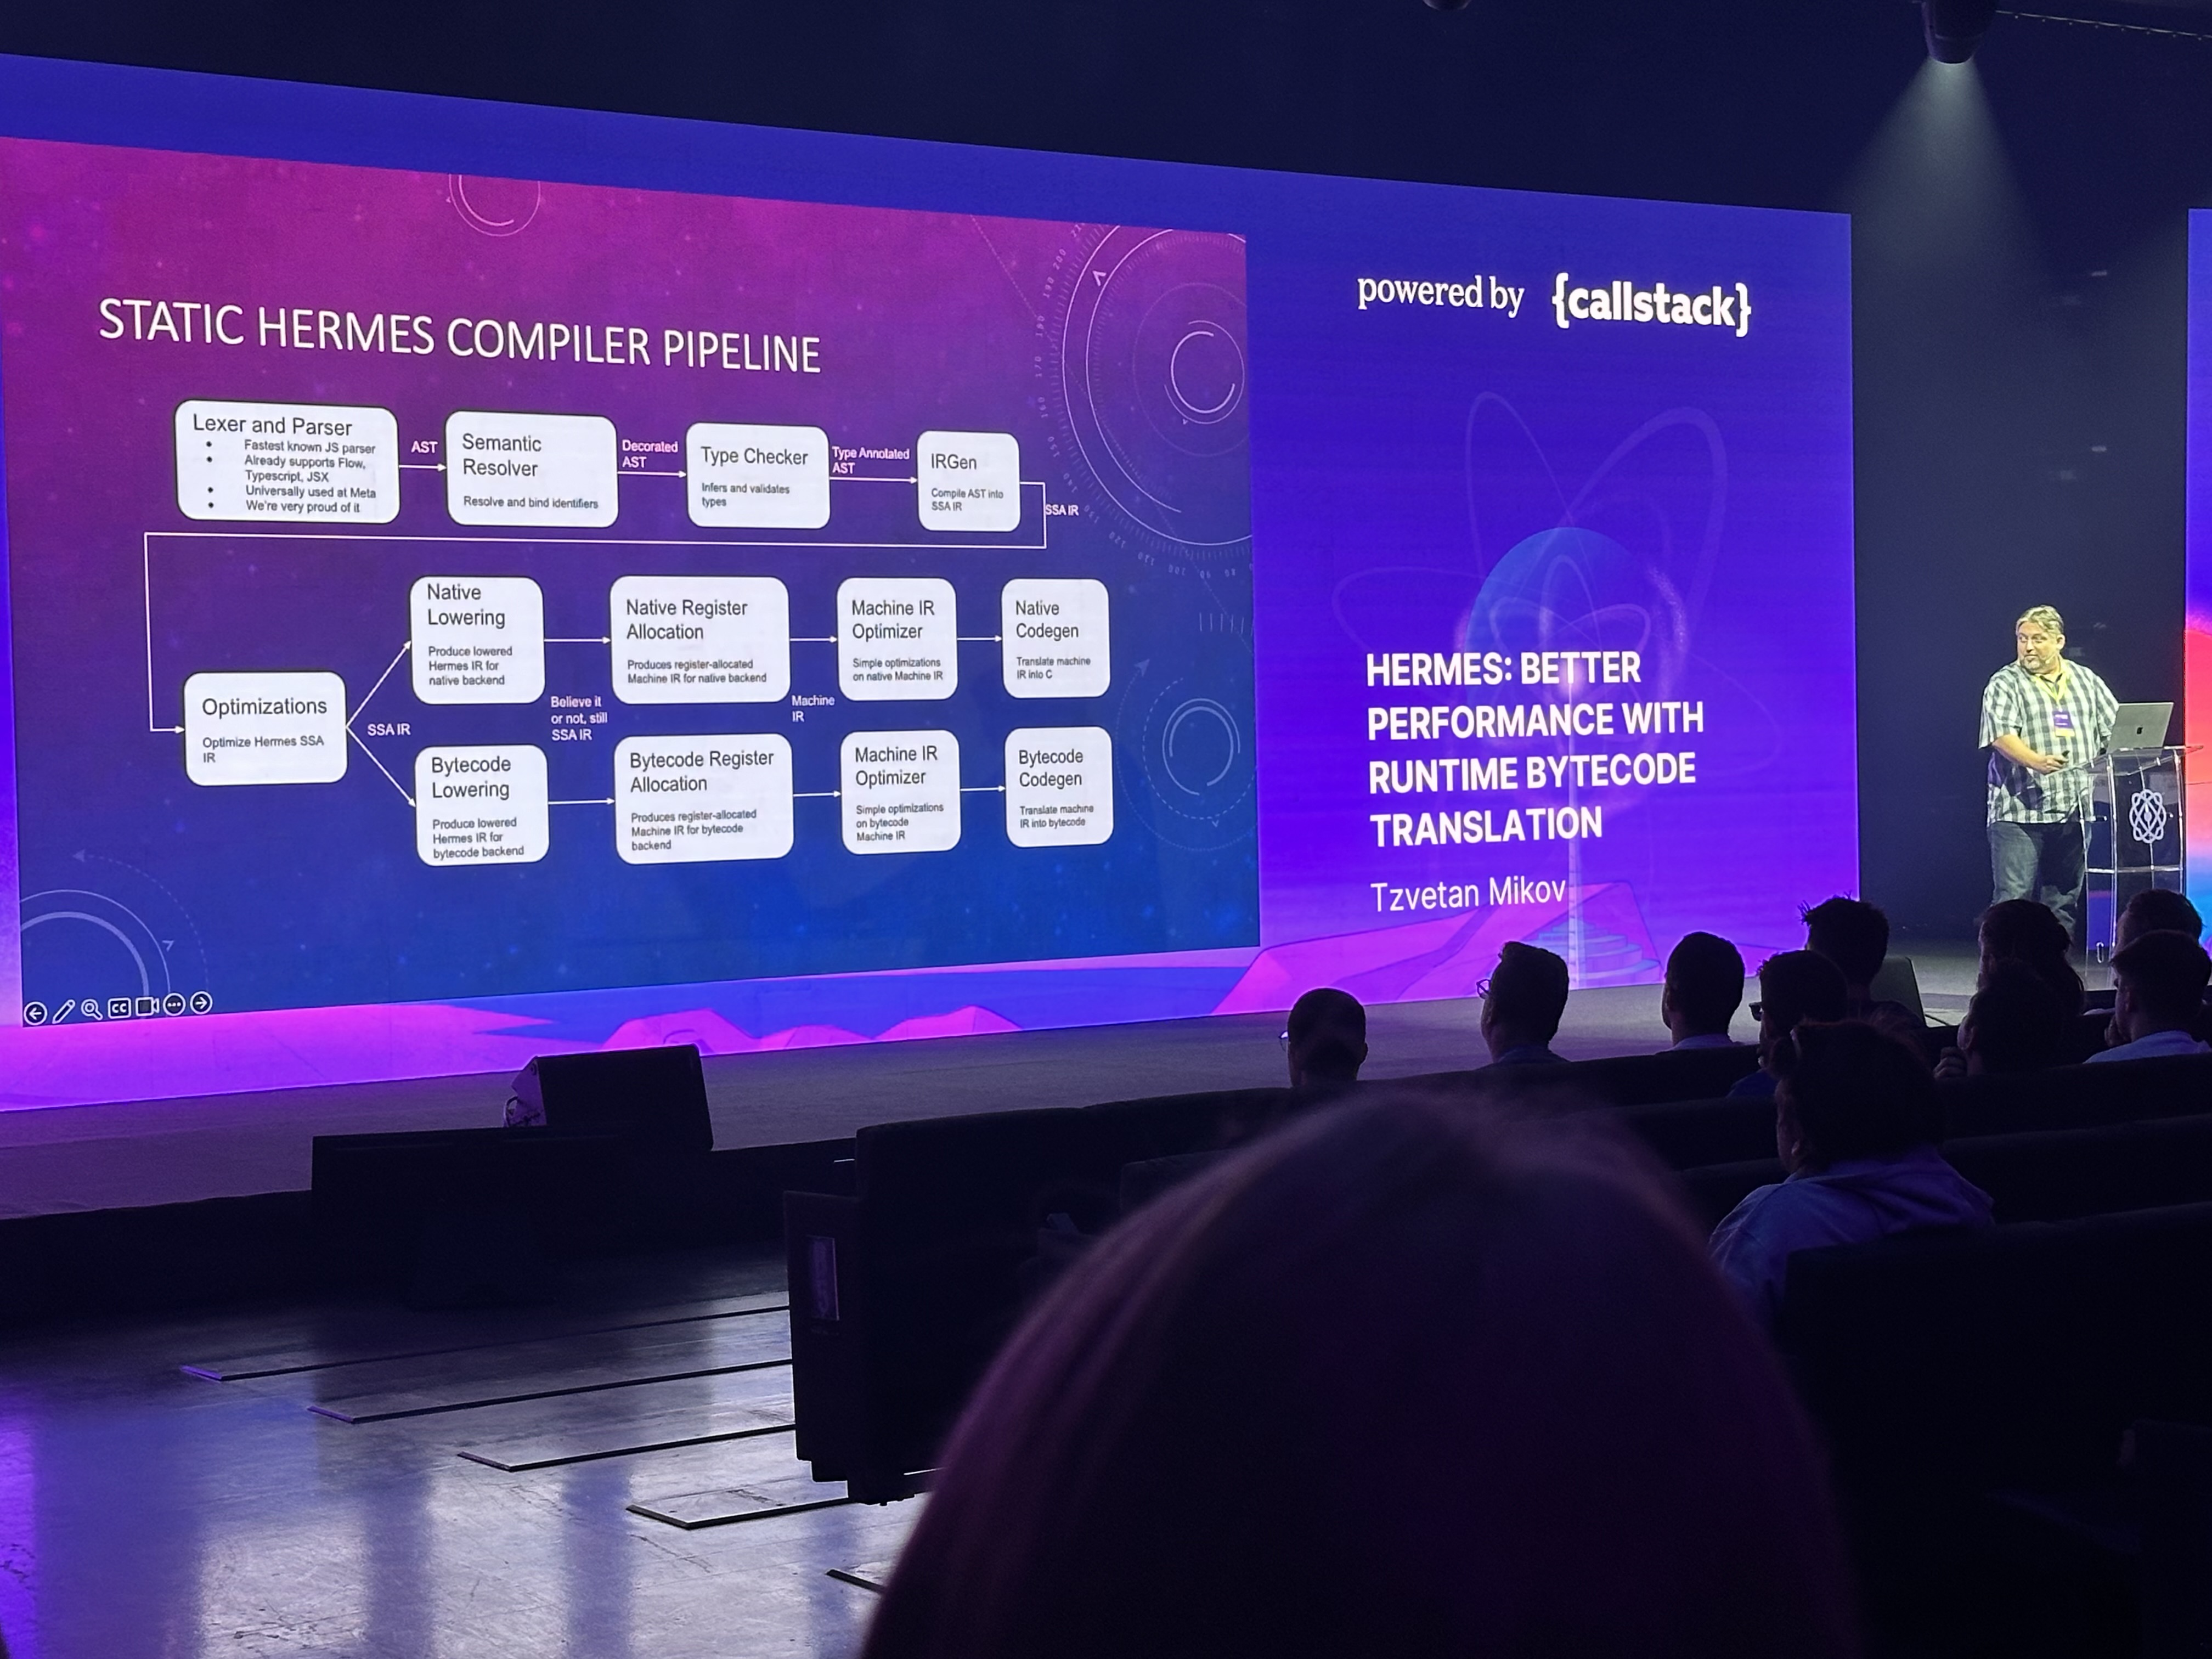 STATIC HERMES COMPILER PIPELINE
Lexer and Parser
• Fastest known JS parser
• Already supports Flow,
Typescript, JSX
• Universally used at Meta
• We're very proud of it
AST
Semantic
Resolver
Resolve and bind identifiers
Decorated
AST
Type Checker
Infers and validates
types
Type Annotated
AST
IRGen
Compile AST into
SSA IR
SSA IR
Optimizations
Optimize Hermes SSA
IR
SSA IR
Native
Lowering
Produce lowered
Hermes IR for
native backend
Native Register
Allocation
Produces register-allocated
Machine IR for native backend
Machine IR
Optimizer
Simple optimizations
on native Machine IR
Native
Codegen
Translate machine
IR into C
Believe it
or not, still
SSA IR
Machine
IR
Bytecode
Lowering
Produce lowered
Hermes IR for
bytecode backend
Bytecode Register
Allocation
Produces register-allocated
Machine IR for bytecode
backend
Machine IR
Optimizer
Simple optimizations
on bytecode
Machine IR
Bytecode
Codegen
Translate machine
IR into bytecode
CC
powered by {callstack}
HERMES: BETTER
PERFORMANCE WITH
RUNTIME BYTECODE
TRANSLATION
Tzvetan Mikov